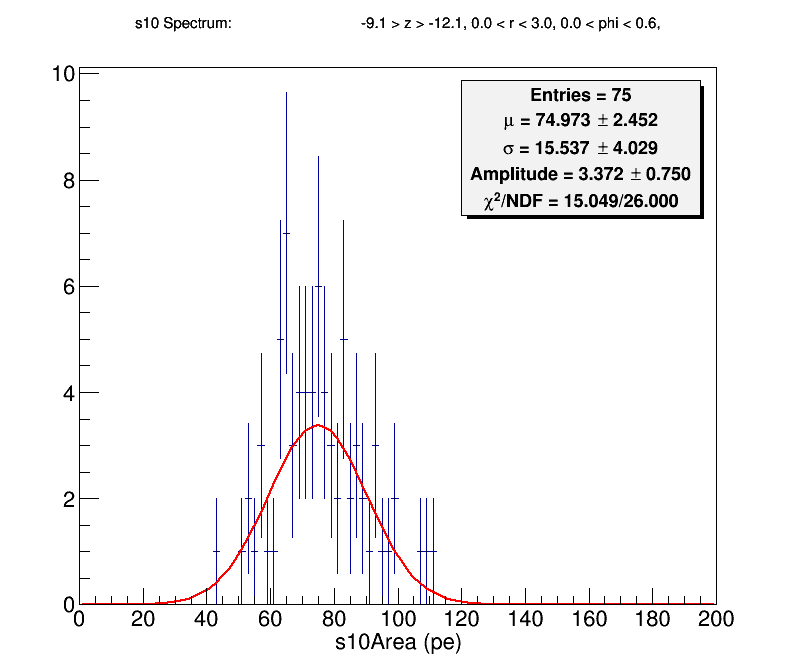 s10 Spectrum: -9.1 > z > -12.1, 0.0 < r < 3.0, 0.0 < phi < 0.6,
Entries = 75
μ = 74.973 ± 2.452
σ = 15.537 ± 4.029
Amplitude = 3.372 ± 0.750
χ²/NDF = 15.049/26.000
10
8
6
4
2
0
0 20 40 60 80 100 120 140 160 180 200
s10Area (pe)